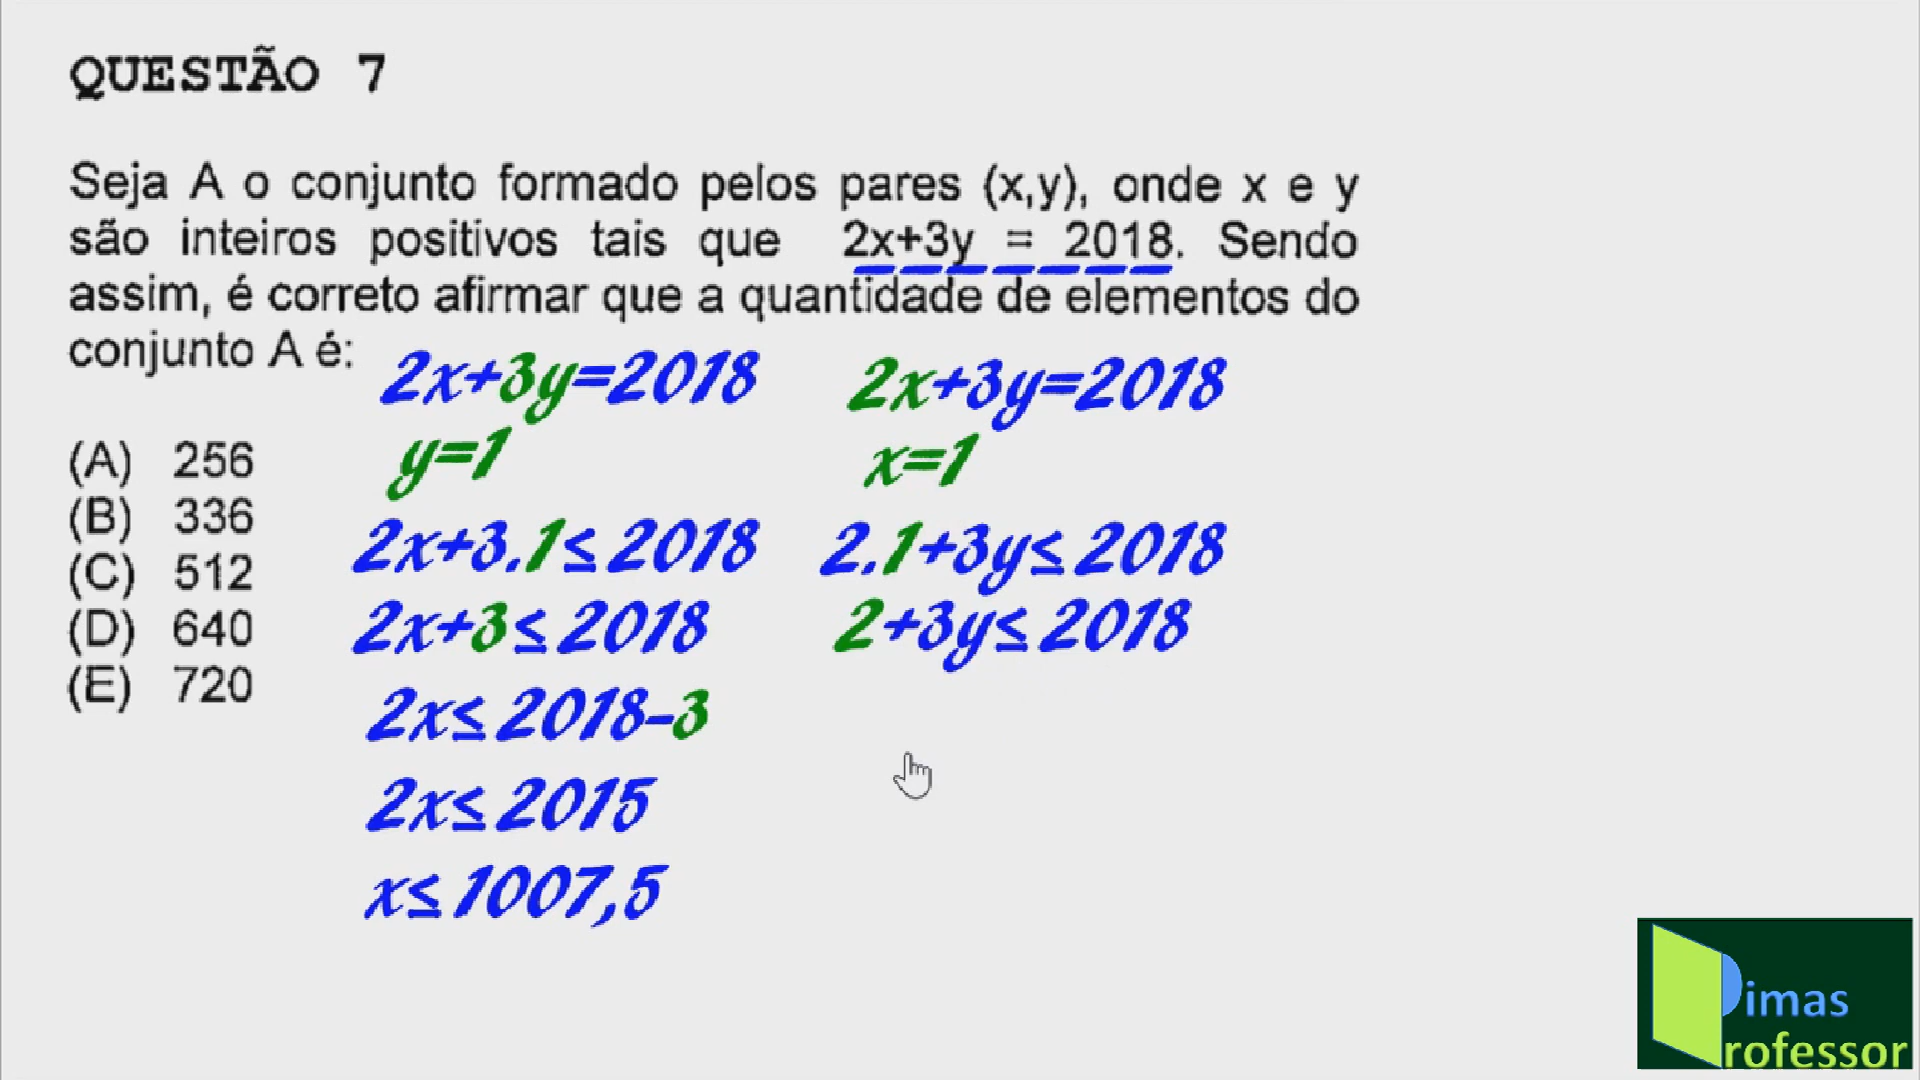 QUESTÃO 7
Seja A o conjunto formado pelos pares (x,y), onde x e y
são inteiros positivos tais que 2x+3y = 2018. Sendo
assim, é correto afirmar que a quantidade de elementos do
conjunto A é:
(A) 256
(B) 336
(C) 512
(D) 640
(E) 720
2x+3y=2018
y=1
2x+3.1≤2018
2x+3≤2018
2x≤2018-3
2x≤2015
x≤1007,5
2x+3y=2018
x=1
2.1+3y≤2018
2+3y≤2018
Dimas
Professor